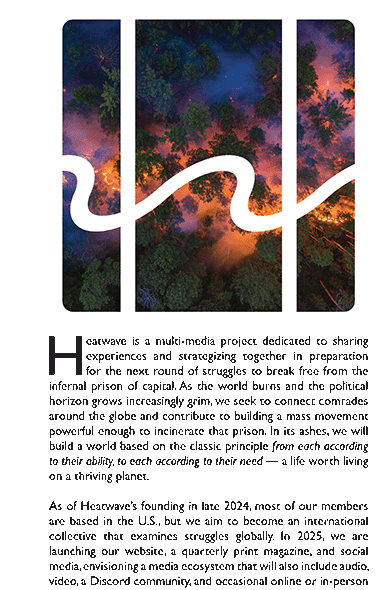 Heatwave is a multi-media project dedicated to sharing
experiences and strategizing together in preparation
for the next round of struggles to break free from the
infernal prison of capital. As the world burns and the political
horizon grows increasingly grim, we seek to connect comrades
around the globe and contribute to building a mass movement
powerful enough to incinerate that prison. In its ashes, we will
build a world based on the classic principle from each according
to their ability, to each according to their need — a life worth living
on a thriving planet.
As of Heatwave's founding in late 2024, most of our members
are based in the U.S., but we aim to become an international
collective that examines struggles globally. In 2025, we are
launching our website, a quarterly print magazine, and social
media, envisioning a media ecosystem that will also include audio,
video, a Discord community, and occasional online or in-person